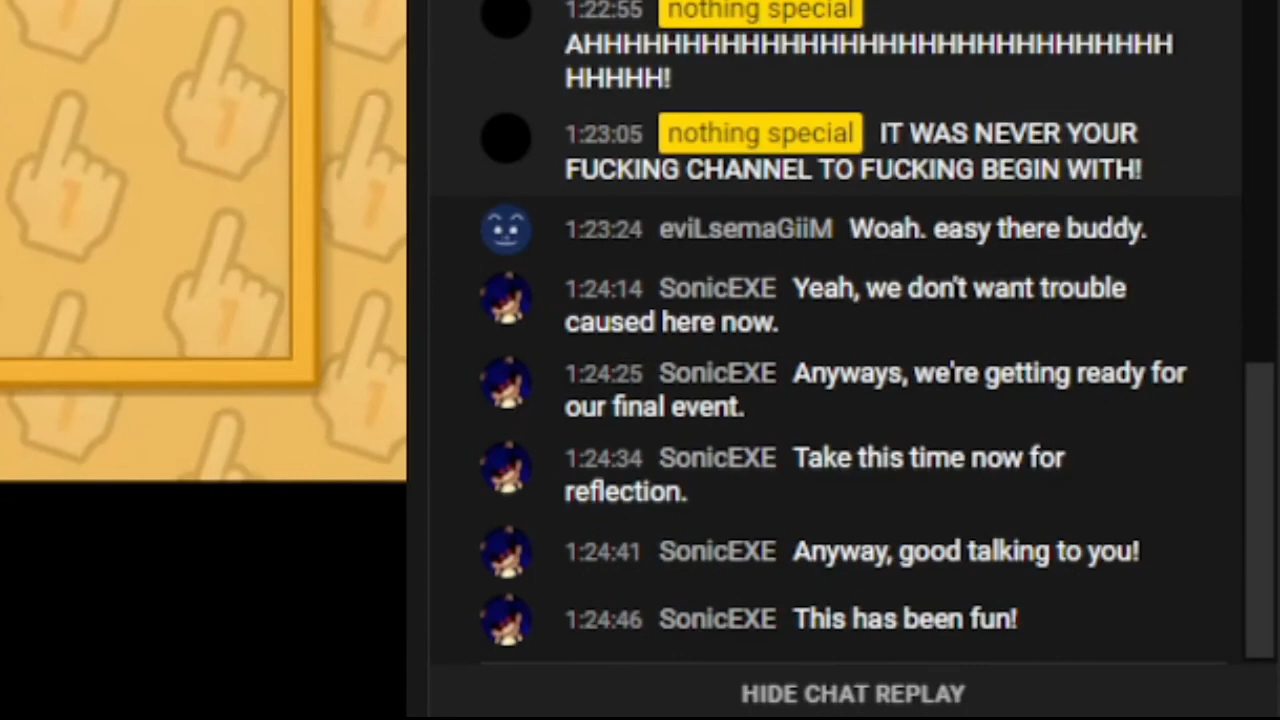 1:22:55 nothing special
AHHHHHHHHHHHHHHHHHHHHHHHHHHHHHH
HHHHH!
1:23:05 nothing special IT WAS NEVER YOUR
FUCKING CHANNEL TO FUCKING BEGIN WITH!
1:23:24 eviLsemaGiiM Woah. easy there buddy.
1:24:14 SonicEXE Yeah, we don't want trouble
caused here now.
1:24:25 SonicEXE Anyways, we're getting ready for
our final event.
1:24:34 SonicEXE Take this time now for
reflection.
1:24:41 SonicEXE Anyway, good talking to you!
1:24:46 SonicEXE This has been fun!
HIDE CHAT REPLAY